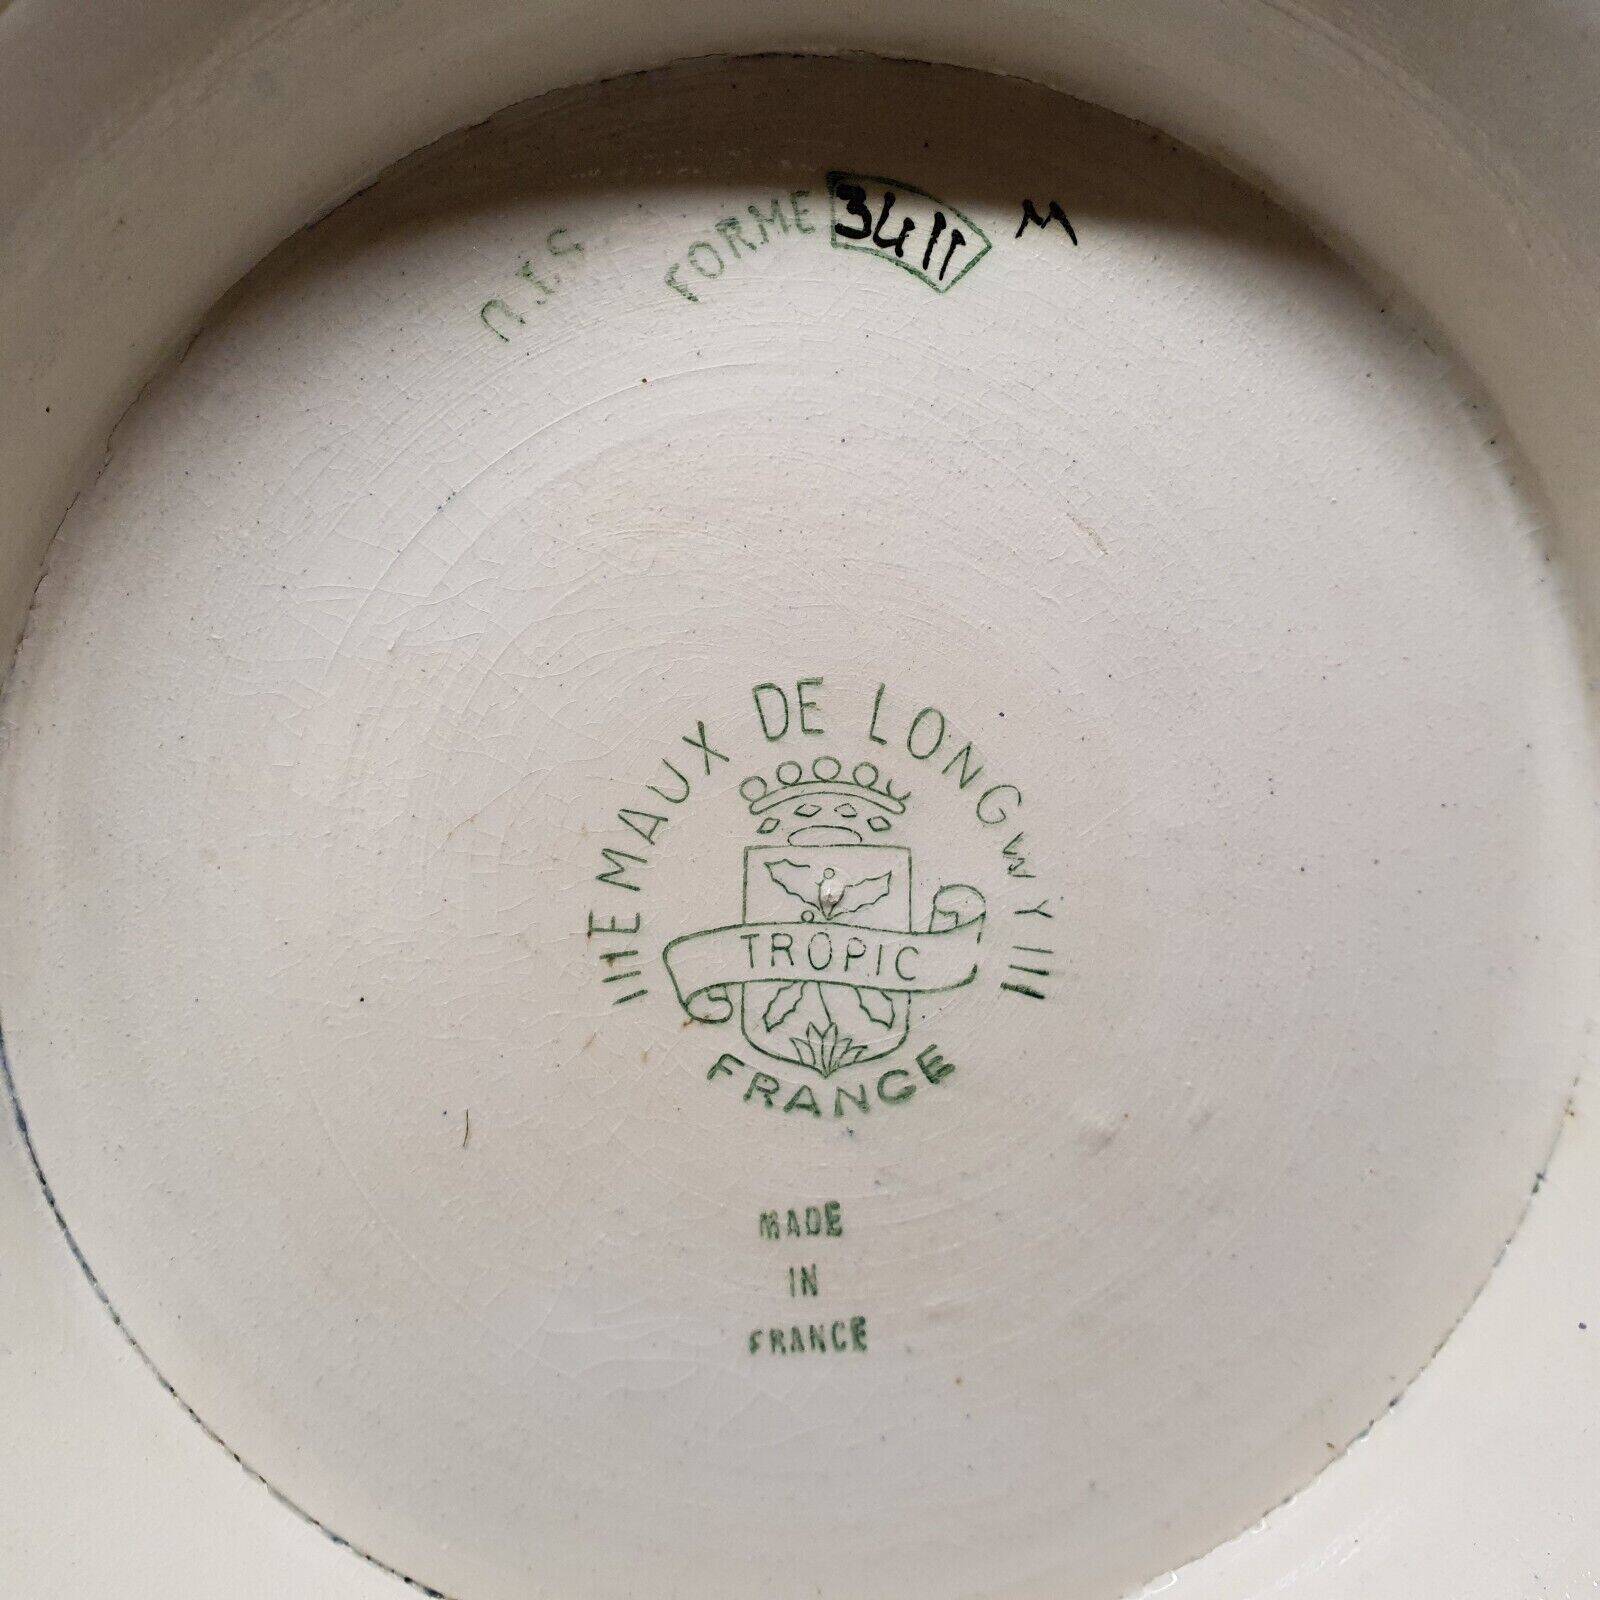 FORME 3411 M
EMAUX DE LONGWY
TROPIC
FRANCE
MADE
IN
FRANCE